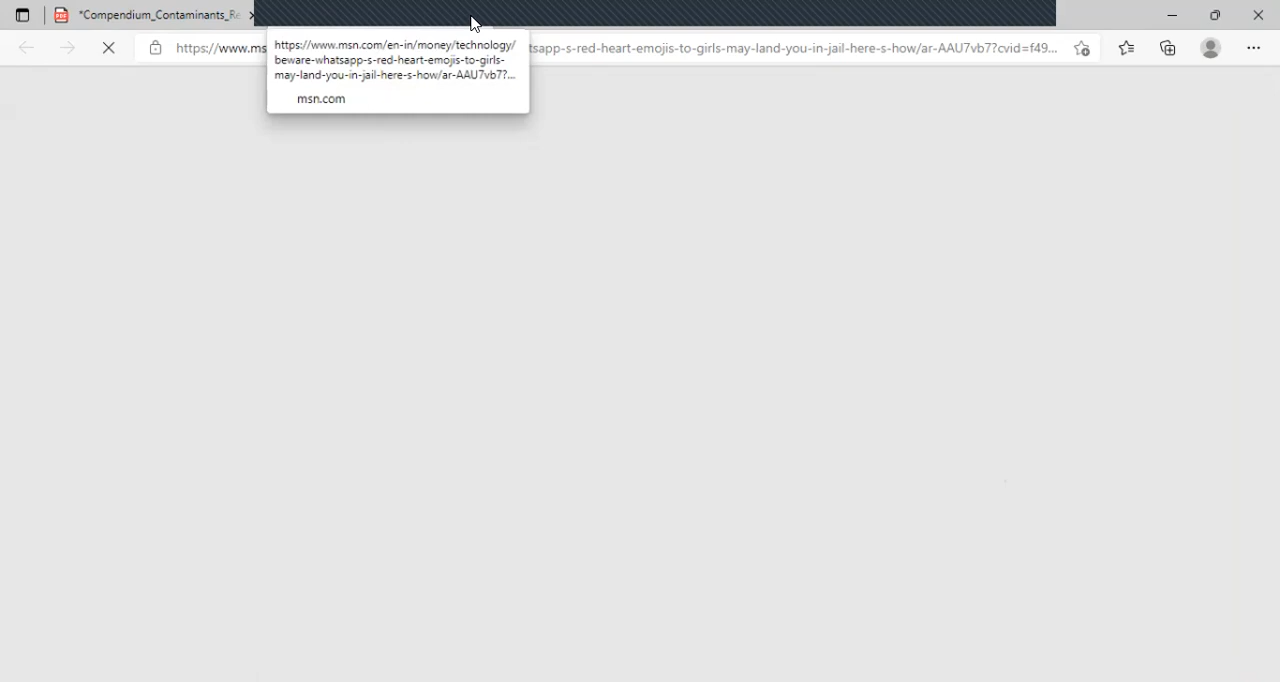 *Compendium_Contaminants_Re
https://www.ms
tsapp-s-red-heart-emojis-to-girls-may-land-you-in-jail-here-s-how/ar-AAU7vb7?cvid=f49...
https://www.msn.com/en-in/money/technology/
beware-whatsapp-s-red-heart-emojis-to-girls-
may-land-you-in-jail-here-s-how/ar-AAU7vb7?...
msn.com